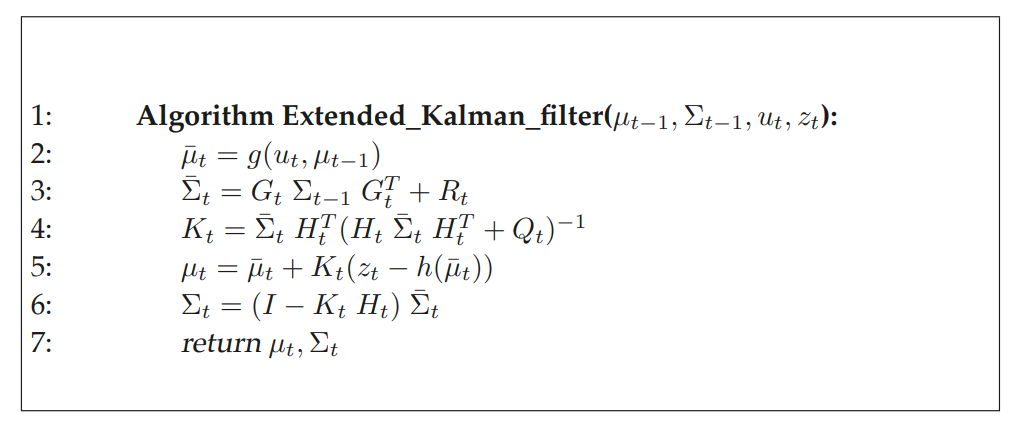 1: Algorithm Extended_Kalman_filter(μ_{t−1}, Σ_{t−1}, u_t, z_t):
2: μ̄_t = g(u_t, μ_{t−1})
3: Σ̄_t = G_t Σ_{t−1} G_t^T + R_t
4: K_t = Σ̄_t H_t^T (H_t Σ̄_t H_t^T + Q_t)^{−1}
5: μ_t = μ̄_t + K_t(z_t − h(μ̄_t))
6: Σ_t = (I − K_t H_t) Σ̄_t
7: return μ_t, Σ_t